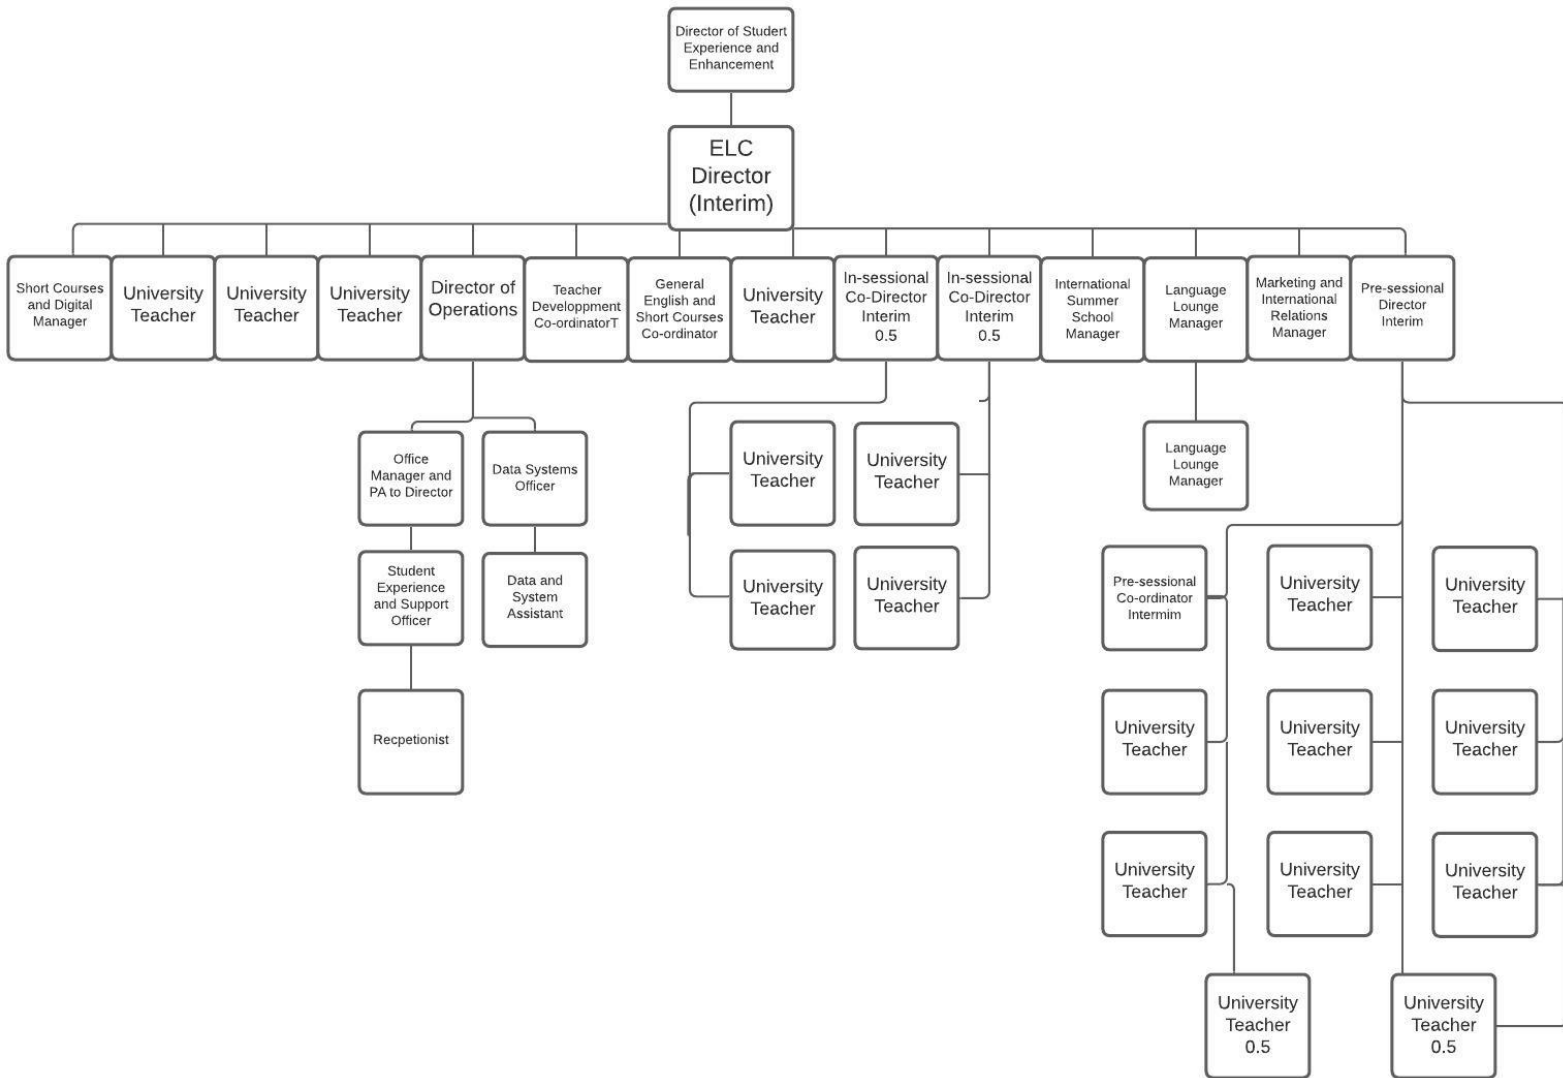 Director of Studert
Experience and
Enhancement
ELC
Director
(Interim)
Short Courses
and Digital
Manager
University
Teacher
University
Teacher
University
Teacher
Director of
Operations
Teacher
Developpment
Co-ordinatorT
General
English and
Short Courses
Co-ordinator
University
Teacher
In-sessional
Co-Director
Interim
0.5
In-sessional
Co-Director
Interim
0.5
International
Summer
School
Manager
Language
Lounge
Manager
Marketing and
International
Relations
Manager
Pre-sessional
Director
Interim
Office
Manager and
PA to Director
Data Systems
Officer
University
Teacher
University
Teacher
Language
Lounge
Manager
Student
Experience
and Support
Officer
Data and
System
Assistant
University
Teacher
University
Teacher
Pre-sessional
Co-ordinator
Intermim
University
Teacher
University
Teacher
Recpetionist
University
Teacher
University
Teacher
University
Teacher
University
Teacher
University
Teacher
University
Teacher
University
Teacher
0.5
University
Teacher
0.5